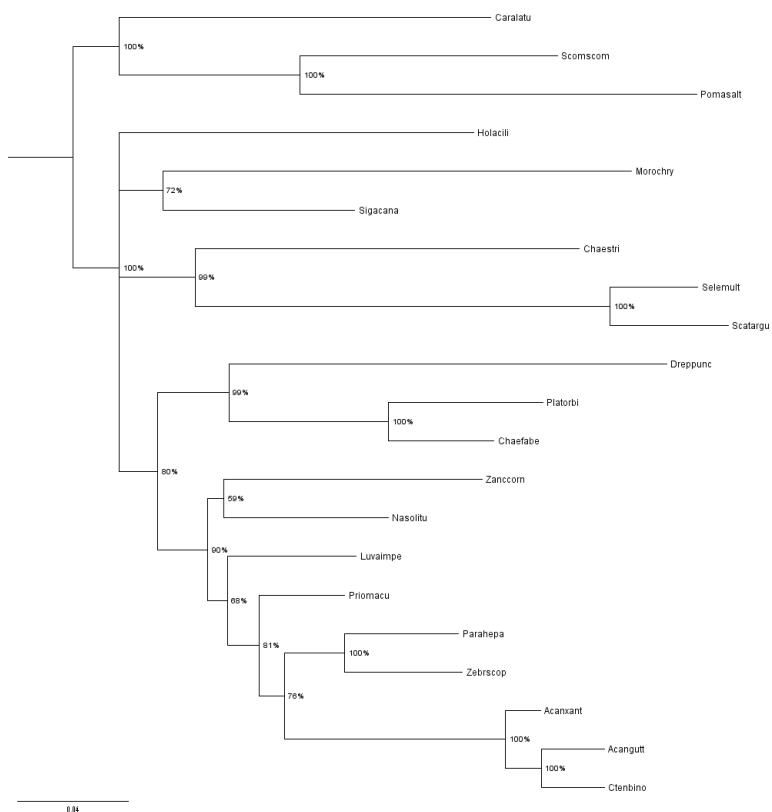 Caralatu
100%
Scomscom
100%
Pomasalt
Holacili
Morochry
72%
Sigacana
Chaestri
100%
99%
Selemult
100%
Scatargu
Dreppunc
99%
Platorbi
100%
Chaefabe
80%
Zanccorn
59%
Nasolitu
90%
Luvaimpe
68%
Priomacu
81%
Parahepa
100%
Zebrscop
76%
Acanxant
100%
Acangutt
100%
Ctenbino
0.04